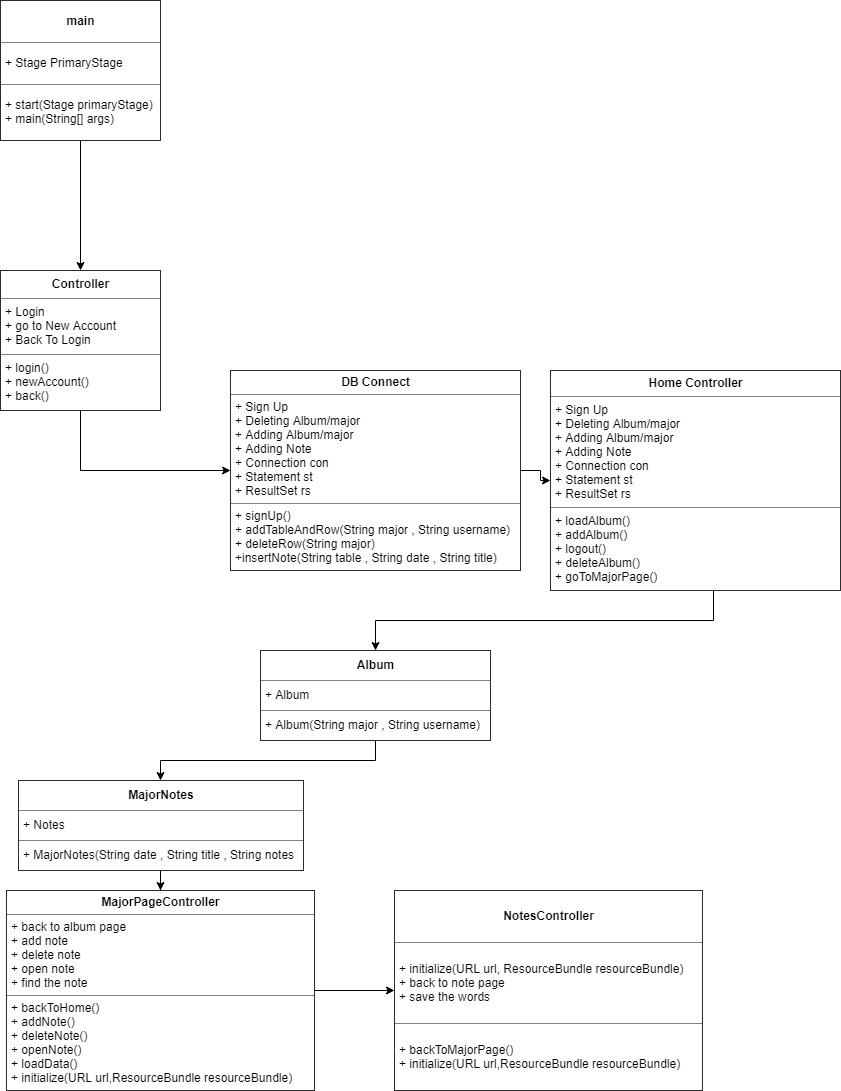 main
+ Stage PrimaryStage
+ start(Stage primaryStage)
+ main(String[] args)
Controller
+ Login
+ go to New Account
+ Back To Login
+ login()
+ newAccount()
+ back()
DB Connect
+ Sign Up
+ Deleting Album/major
+ Adding Album/major
+ Adding Note
+ Connection con
+ Statement st
+ ResultSet rs
+ signUp()
+ addTableAndRow(String major , String username)
+ deleteRow(String major)
+insertNote(String table , String date , String title)
Home Controller
+ Sign Up
+ Deleting Album/major
+ Adding Album/major
+ Adding Note
+ Connection con
+ Statement st
+ ResultSet rs
+ loadAlbum()
+ addAlbum()
+ logout()
+ deleteAlbum()
+ goToMajorPage()
Album
+ Album
+ Album(String major , String username)
MajorNotes
+ Notes
+ MajorNotes(String date , String title , String notes
MajorPageController
+ back to album page
+ add note
+ delete note
+ open note
+ find the note
+ backToHome()
+ addNote()
+ deleteNote()
+ openNote()
+ loadData()
+ initialize(URL url,ResourceBundle resourceBundle)
NotesController
+ initialize(URL url, ResourceBundle resourceBundle)
+ back to note page
+ save the words
+ backToMajorPage()
+ initialize(URL url,ResourceBundle resourceBundle)